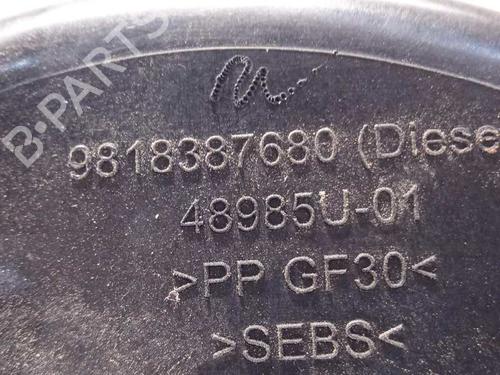 B-PARTS
9818387680 (Diese
48985U-01
>PP GF30<
>SEBS<